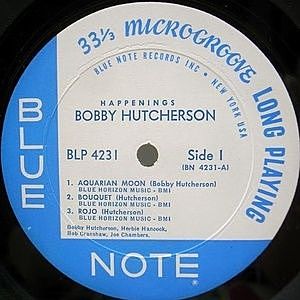 33⅓ MICROGROOVE LONG PLAYING
BLUE NOTE RECORDS INC · NEW YORK USA
HAPPENINGS
BOBBY HUTCHERSON
BLP 4231
Side 1
(BN 4231-A)
1. AQUARIAN MOON (Bobby Hutcherson)
BLUE HORIZON MUSIC - BMI
2. BOUQUET (Hutcherson)
BLUE HORIZON MUSIC - BMI
3. ROJO (Hutcherson)
BLUE HORIZON MUSIC - BMI
Bobby Hutcherson, Herbie Hancock,
Bob Cranshaw, Joe Chambers.
BLUE
NOTE ®